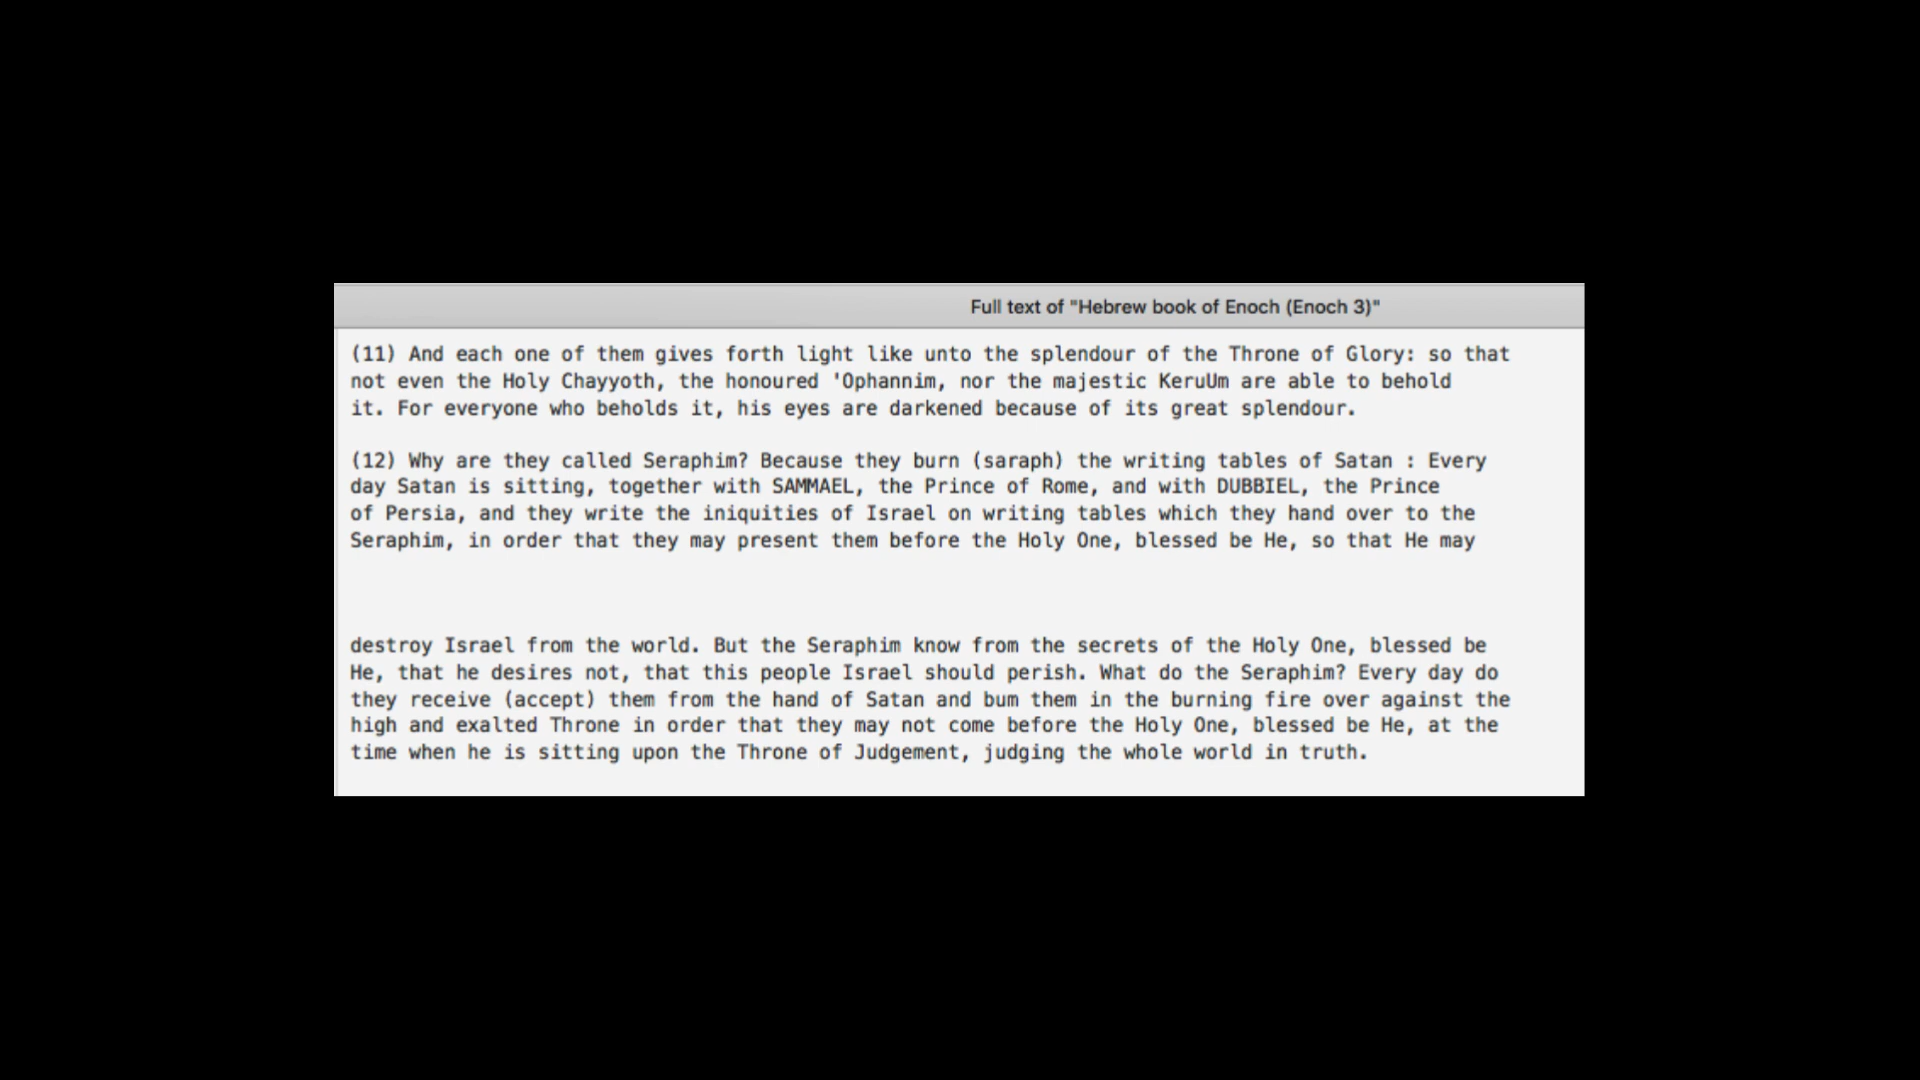 Full text of "Hebrew book of Enoch (Enoch 3)"
(11) And each one of them gives forth light like unto the splendour of the Throne of Glory: so that
not even the Holy Chayyoth, the honoured 'Ophannim, nor the majestic KeruUm are able to behold
it. For everyone who beholds it, his eyes are darkened because of its great splendour.
(12) Why are they called Seraphim? Because they burn (saraph) the writing tables of Satan : Every
day Satan is sitting, together with SAMMAEL, the Prince of Rome, and with DUBBIEL, the Prince
of Persia, and they write the iniquities of Israel on writing tables which they hand over to the
Seraphim, in order that they may present them before the Holy One, blessed be He, so that He may
destroy Israel from the world. But the Seraphim know from the secrets of the Holy One, blessed be
He, that he desires not, that this people Israel should perish. What do the Seraphim? Every day do
they receive (accept) them from the hand of Satan and bum them in the burning fire over against the
high and exalted Throne in order that they may not come before the Holy One, blessed be He, at the
time when he is sitting upon the Throne of Judgement, judging the whole world in truth.